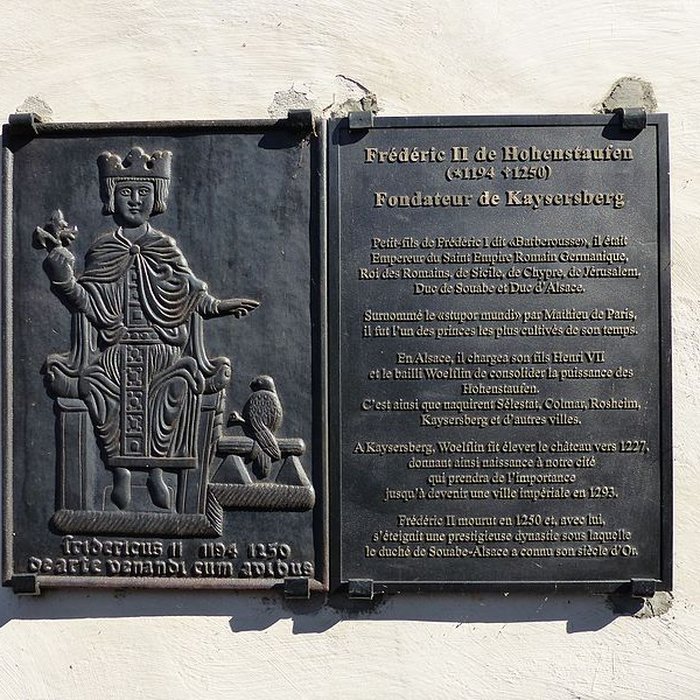 fridericus II 1194 1250
de arte venandi cum avibus
Frédéric II de Hohenstaufen
(*1194 †1250)
Fondateur de Kaysersberg
Petit-fils de Frédéric I dit «Barberousse», il était
Empereur du Saint Empire Romain Germanique,
Roi des Romains, de Sicile, de Chypre, de Jérusalem,
Duc de Souabe et Duc d'Alsace.
Surnommé le «stupor mundi» par Mathieu de Paris,
il fut l'un des princes les plus cultivés de son temps.
En Alsace, il chargea son fils Henri VII
et le bailli Woelflin de consolider la puissance des
Hohenstaufen.
C'est ainsi que naquirent Sélestat, Colmar, Rosheim,
Kaysersberg et d'autres villes.
A Kaysersberg, Woelflin fit élever le château vers 1227,
donnant ainsi naissance à notre cité
qui prendra de l'importance
jusqu'à devenir une ville impériale en 1293.
Frédéric II mourut en 1250 et, avec lui,
s'éteignit une prestigieuse dynastie sous laquelle
le duché de Souabe-Alsace a connu son siècle d'Or.